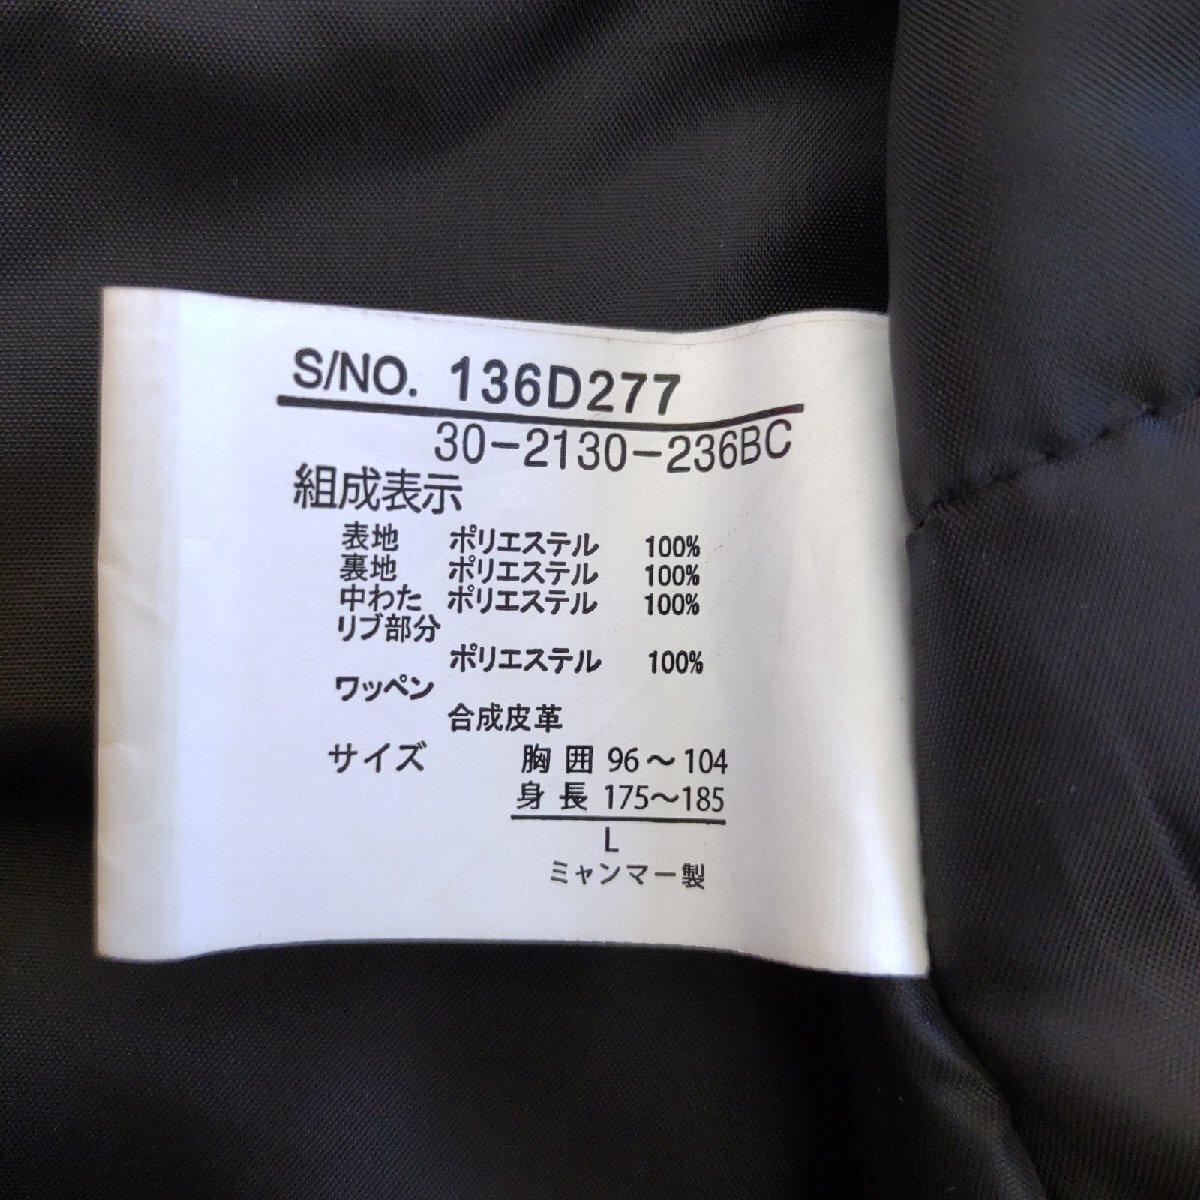 S/NO. 136D277
30-2130-236BC
組成表示
表地 ポリエステル 100%
裏地 ポリエステル 100%
中わた ポリエステル 100%
リブ部分
ポリエステル 100%
ワッペン
合成皮革
サイズ 胸囲 96〜104
身長 175〜185
L
ミャンマー製